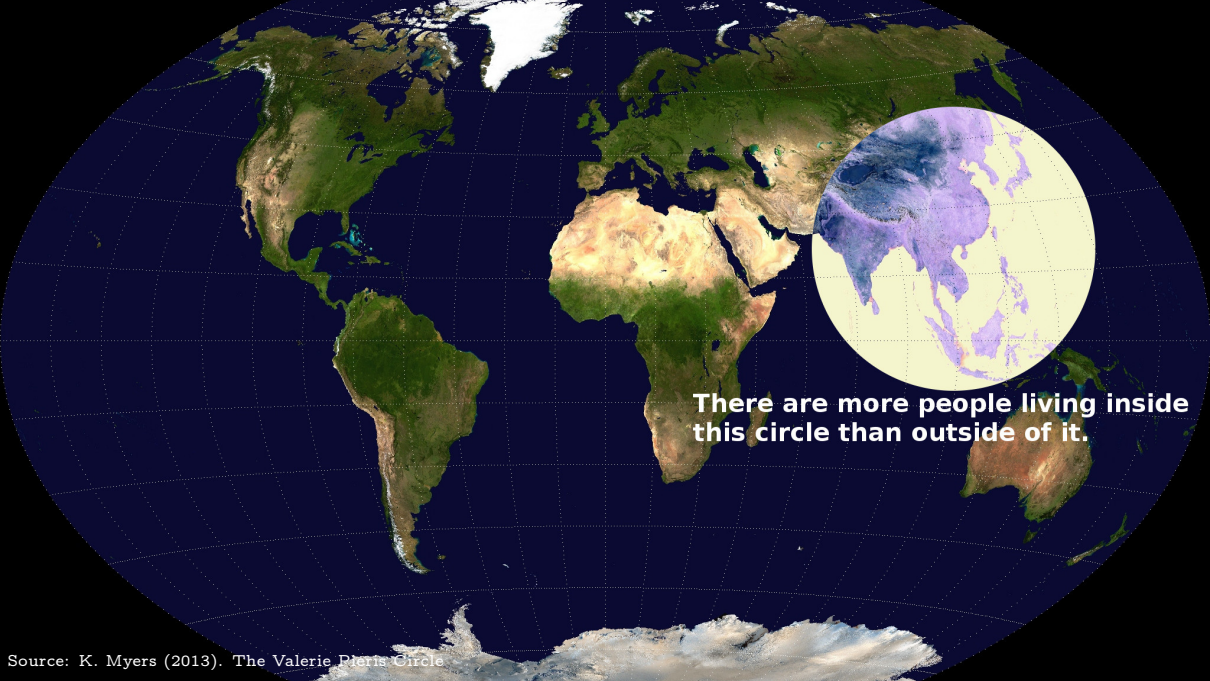 There are more people living inside
this circle than outside of it.
Source: K. Myers (2013). The Valerie Pieris Circle